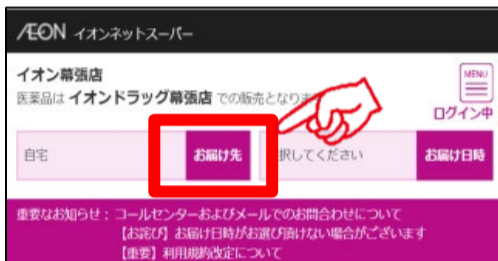 ÆON イオンネットスーパー
イオン幕張店
医薬品は イオンドラッグ幕張店 での販売となり
MENU
ログイン中
自宅 お届け先 択してください お届け日時
重要なお知らせ：コールセンターおよびメールでのお問合わせについて
【お詫び】お届け日時がお選び頂けない場合がございます
【重要】利用規約改定について